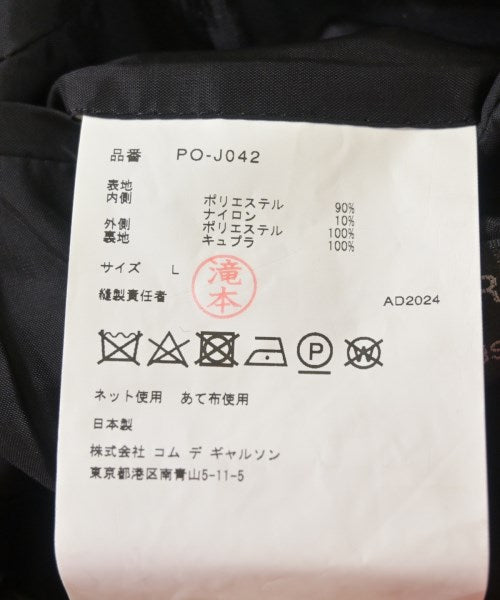 品番 PO-J042
表地
内側 ポリエステル 90%
ナイロン 10%
外側 ポリエステル 100%
裏地 キュプラ 100%
サイズ L
滝本
縫製責任者 AD2024
P W
ネット使用 あて布使用
日本製
株式会社 コム デ ギャルソン
東京都港区南青山5-11-5